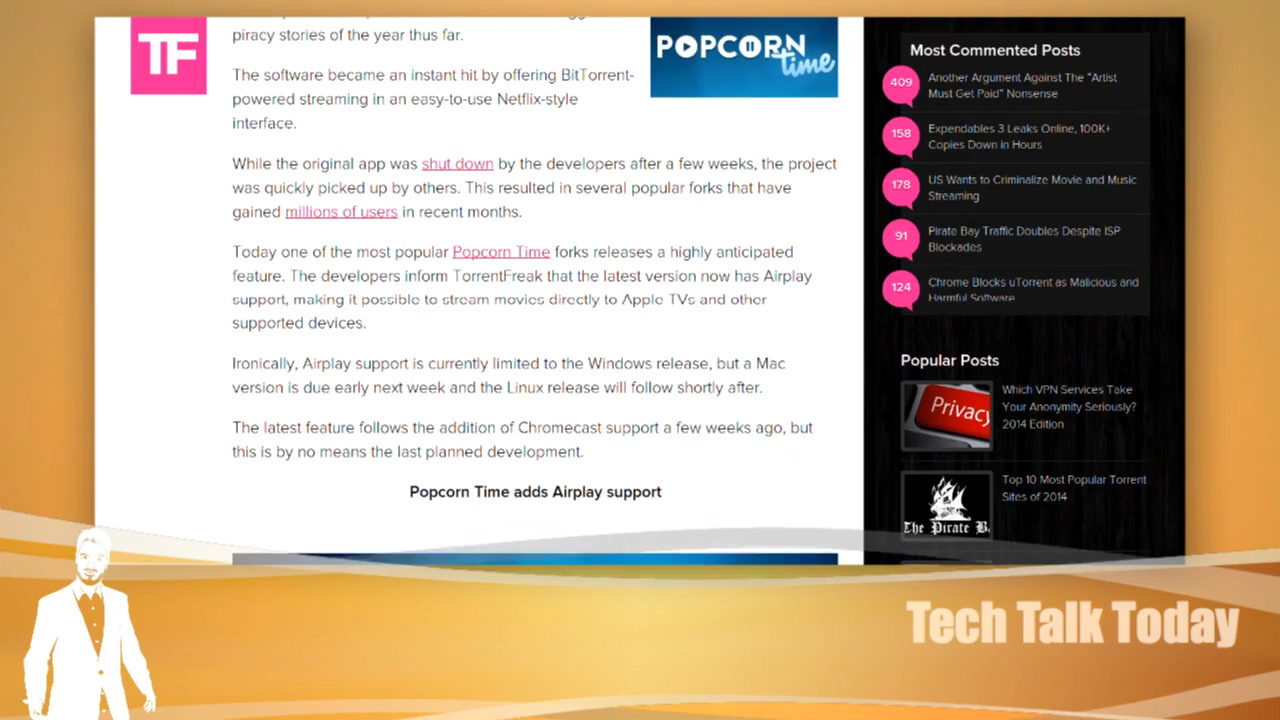 piracy stories of the year thus far.
TF
POPCORN
time
The software became an instant hit by offering BitTorrent-
powered streaming in an easy-to-use Netflix-style
interface.
While the original app was shut down by the developers after a few weeks, the project
was quickly picked up by others. This resulted in several popular forks that have
gained millions of users in recent months.
Today one of the most popular Popcorn Time forks releases a highly anticipated
feature. The developers inform TorrentFreak that the latest version now has Airplay
support, making it possible to stream movies directly to Apple TVs and other
supported devices.
Ironically, Airplay support is currently limited to the Windows release, but a Mac
version is due early next week and the Linux release will follow shortly after.
The latest feature follows the addition of Chromecast support a few weeks ago, but
this is by no means the last planned development.
Popcorn Time adds Airplay support
Most Commented Posts
409
Another Argument Against The "Artist
Must Get Paid" Nonsense
158
Expendables 3 Leaks Online, 100K+
Copies Down in Hours
178
US Wants to Criminalize Movie and Music
Streaming
91
Pirate Bay Traffic Doubles Despite ISP
Blockades
124
Chrome Blocks uTorrent as Malicious and
Harmful Software
Popular Posts
Privacy
Which VPN Services Take
Your Anonymity Seriously?
2014 Edition
The Pirate B
Top 10 Most Popular Torrent
Sites of 2014
Tech Talk Today